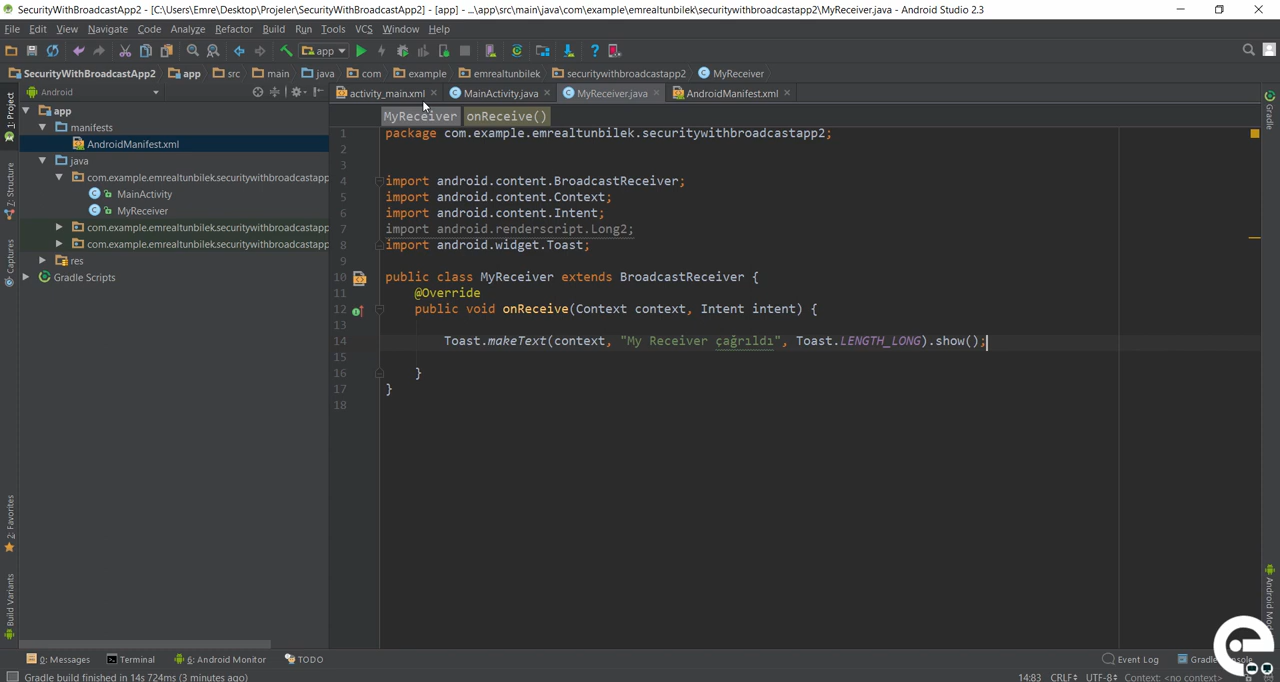 SecurityWithBroadcastApp2 - [C:\Users\Emre\Desktop\Projeler\SecurityWithBroadcastApp2] - [app] - ...\app\src\main\java\com\example\emrealtunbilek\securitywithbroadcastapp2\MyReceiver.java - Android Studio 2.3
File Edit View Navigate Code Analyze Refactor Build Run Tools VCS Window Help
app
SecurityWithBroadcastApp2 app src main java com example emrealtunbilek securitywithbroadcastapp2 MyReceiver
Android
activity_main.xml MainActivity.java MyReceiver.java AndroidManifest.xml
MyReceiver onReceive()
1: Project
Z: Structure
Captures
2: Favorites
Build Variants
app
manifests
AndroidManifest.xml
java
com.example.emrealtunbilek.securitywithbroadcastapp
MainActivity
MyReceiver
com.example.emrealtunbilek.securitywithbroadcastapp
com.example.emrealtunbilek.securitywithbroadcastapp
res
Gradle Scripts
1 package com.example.emrealtunbilek.securitywithbroadcastapp2;
2
3
4 import android.content.BroadcastReceiver;
5 import android.content.Context;
6 import android.content.Intent;
7 import android.renderscript.Long2;
8 import android.widget.Toast;
9
10 public class MyReceiver extends BroadcastReceiver {
11 @Override
12 public void onReceive(Context context, Intent intent) {
13
14 Toast.makeText(context, "My Receiver çağrıldı", Toast.LENGTH_LONG).show();
15
16 }
17 }
18
Gradle
Android Mod
0: Messages Terminal 6: Android Monitor TODO Event Log Gradle
Gradle build finished in 14s 724ms (3 minutes ago) 14:83 CRLF UTF-8 Context: <no context>